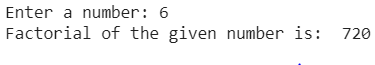 Enter a number: 6
Factorial of the given number is:  720